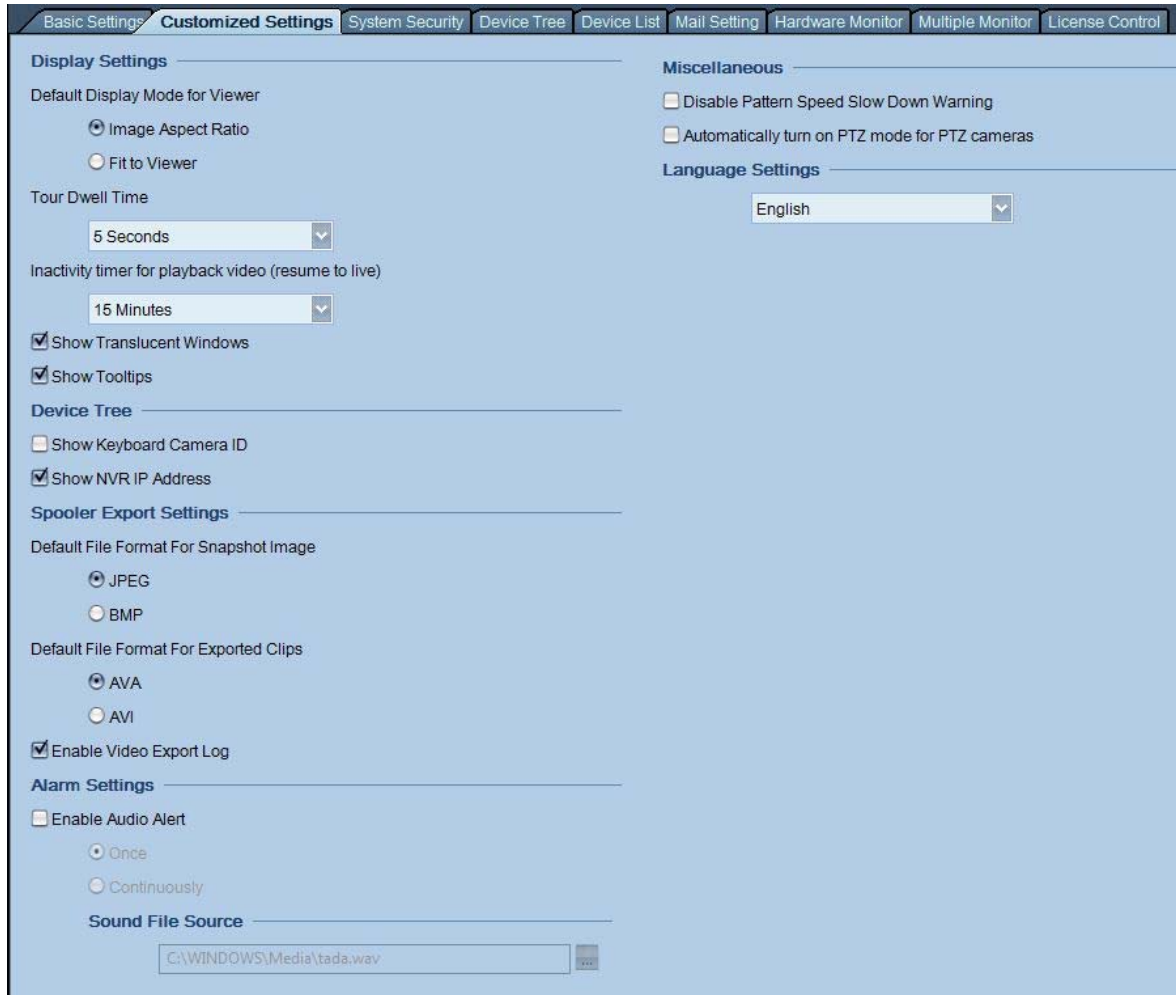 Basic Settings
Customized Settings
System Security
Device Tree
Device List
Mail Setting
Hardware Monitor
Multiple Monitor
License Control
Display Settings
Default Display Mode for Viewer
Image Aspect Ratio
Fit to Viewer
Tour Dwell Time
5 Seconds
Inactivity timer for playback video (resume to live)
15 Minutes
Show Translucent Windows
Show Tooltips
Device Tree
Show Keyboard Camera ID
Show NVR IP Address
Spooler Export Settings
Default File Format For Snapshot Image
JPEG
BMP
Default File Format For Exported Clips
AVA
AVI
Enable Video Export Log
Alarm Settings
Enable Audio Alert
Once
Continuously
Sound File Source
C:\WINDOWS\Media\tada.wav
...
Miscellaneous
Disable Pattern Speed Slow Down Warning
Automatically turn on PTZ mode for PTZ cameras
Language Settings
English